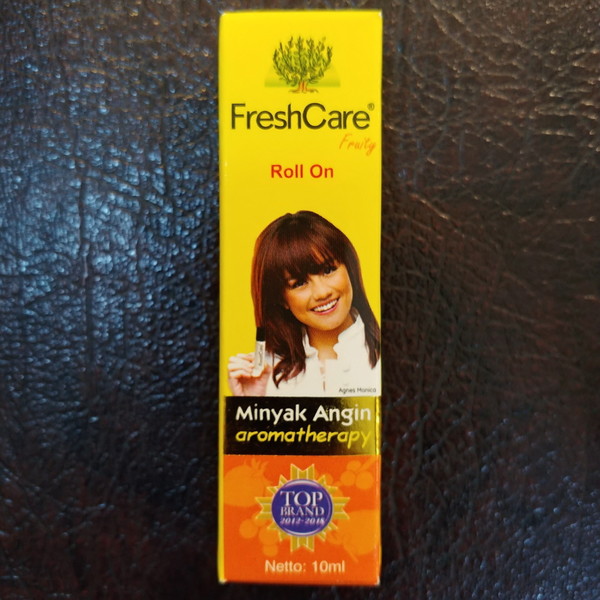 FreshCare®
Fruity
Roll On
Agnes Monica
Minyak Angin
aromatherapy
TOP
BRAND
2012-2018
Netto: 10ml